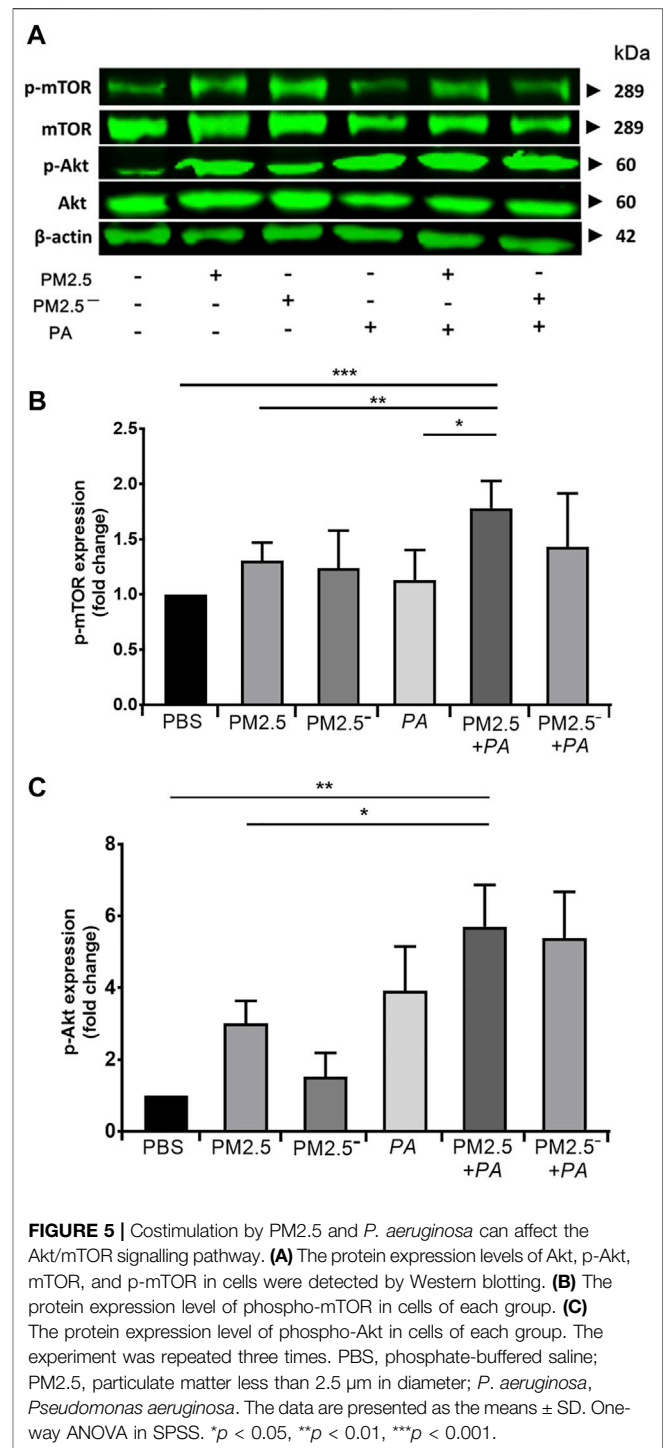 A
kDa
p-mTOR ► 289
mTOR ► 289
p-Akt ► 60
Akt ► 60
β-actin ► 42
PM2.5 - + - - + -
PM2.5— - - + - - +
PA - - - + + +
B
***
**
*
p-mTOR expression
(fold change)
2.5
2.0
1.5
1.0
0.5
0.0
PBS PM2.5 PM2.5⁻ PA PM2.5 PM2.5⁻
+PA +PA
C
**
*
p-Akt expression
(fold change)
8
6
4
2
0
PBS PM2.5 PM2.5⁻ PA PM2.5 PM2.5⁻
+PA +PA
FIGURE 5 | Costimulation by PM2.5 and P. aeruginosa can affect the
Akt/mTOR signalling pathway. (A) The protein expression levels of Akt, p-Akt,
mTOR, and p-mTOR in cells were detected by Western blotting. (B) The
protein expression level of phospho-mTOR in cells of each group. (C)
The protein expression level of phospho-Akt in cells of each group. The
experiment was repeated three times. PBS, phosphate-buffered saline;
PM2.5, particulate matter less than 2.5 µm in diameter; P. aeruginosa,
Pseudomonas aeruginosa. The data are presented as the means ± SD. One-
way ANOVA in SPSS. *p < 0.05, **p < 0.01, ***p < 0.001.